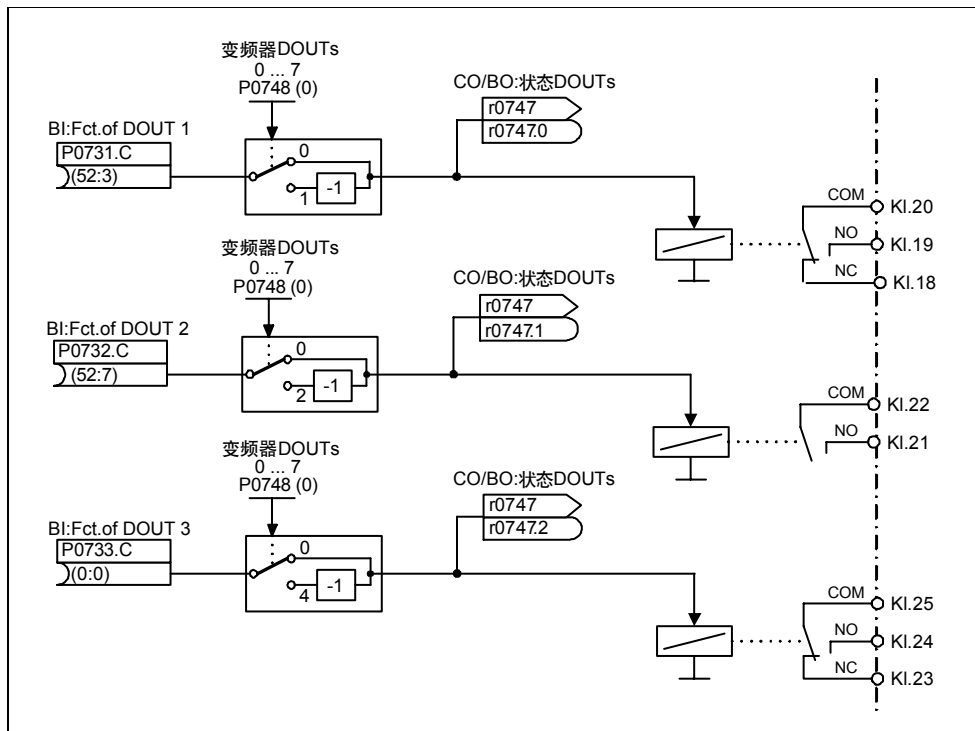 变频器DOUTs
0 ... 7
P0748 (0)
CO/BO:状态DOUTs
r0747
r0747.0
BI:Fct.of DOUT 1
P0731.C
(52:3)
0
-1
1
COM
Kl.20
NO
Kl.19
NC
Kl.18
变频器DOUTs
0 ... 7
P0748 (0)
CO/BO:状态DOUTs
r0747
r0747.1
BI:Fct.of DOUT 2
P0732.C
(52:7)
0
-1
2
COM
Kl.22
NO
Kl.21
变频器DOUTs
0 ... 7
P0748 (0)
CO/BO:状态DOUTs
r0747
r0747.2
BI:Fct.of DOUT 3
P0733.C
(0:0)
0
-1
4
COM
Kl.25
NO
Kl.24
NC
Kl.23